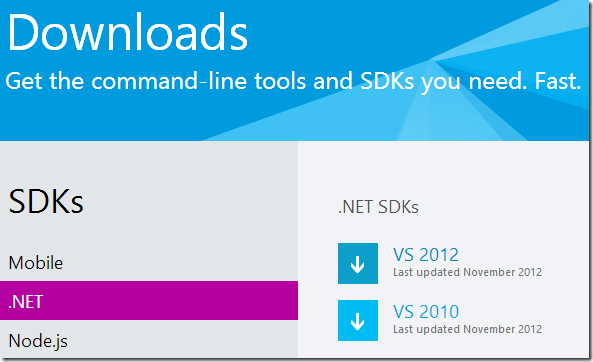 Downloads
Get the command-line tools and SDKs you need. Fast.
SDKs
Mobile
.NET
Node.js
.NET SDKs
VS 2012
Last updated November 2012
VS 2010
Last updated November 2012